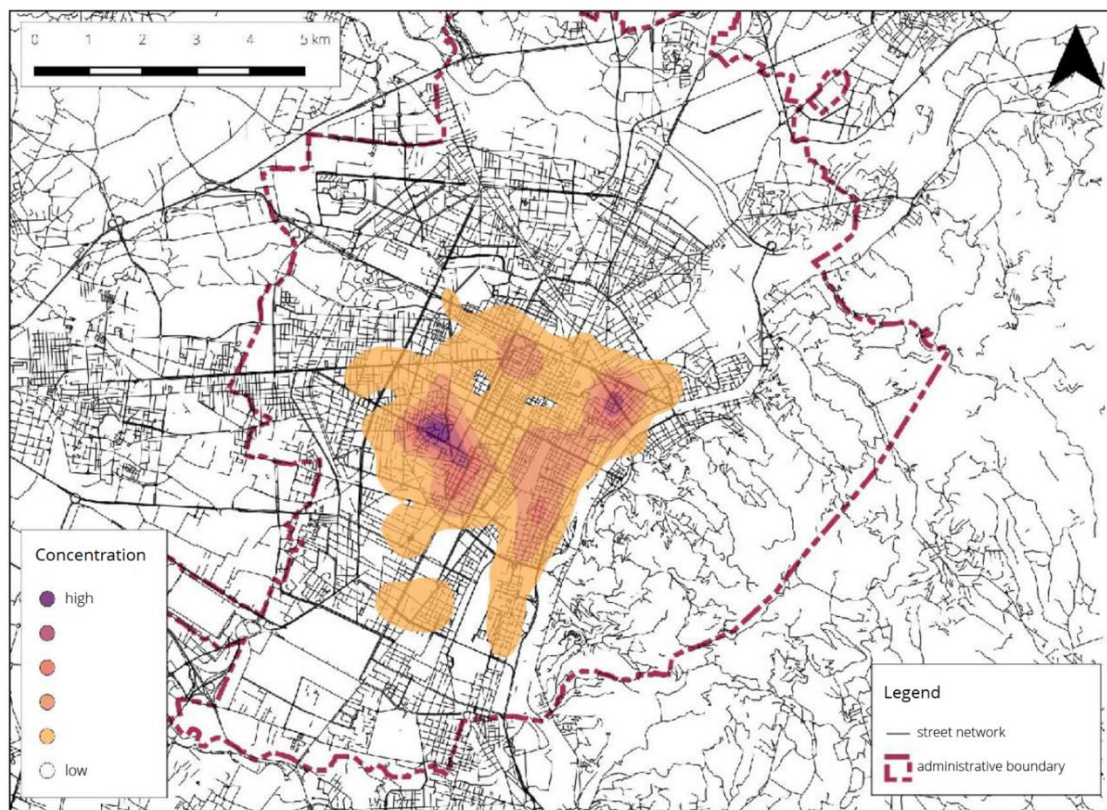 0 1 2 3 4 5 km
Concentration
high
low
Legend
street network
administrative boundary